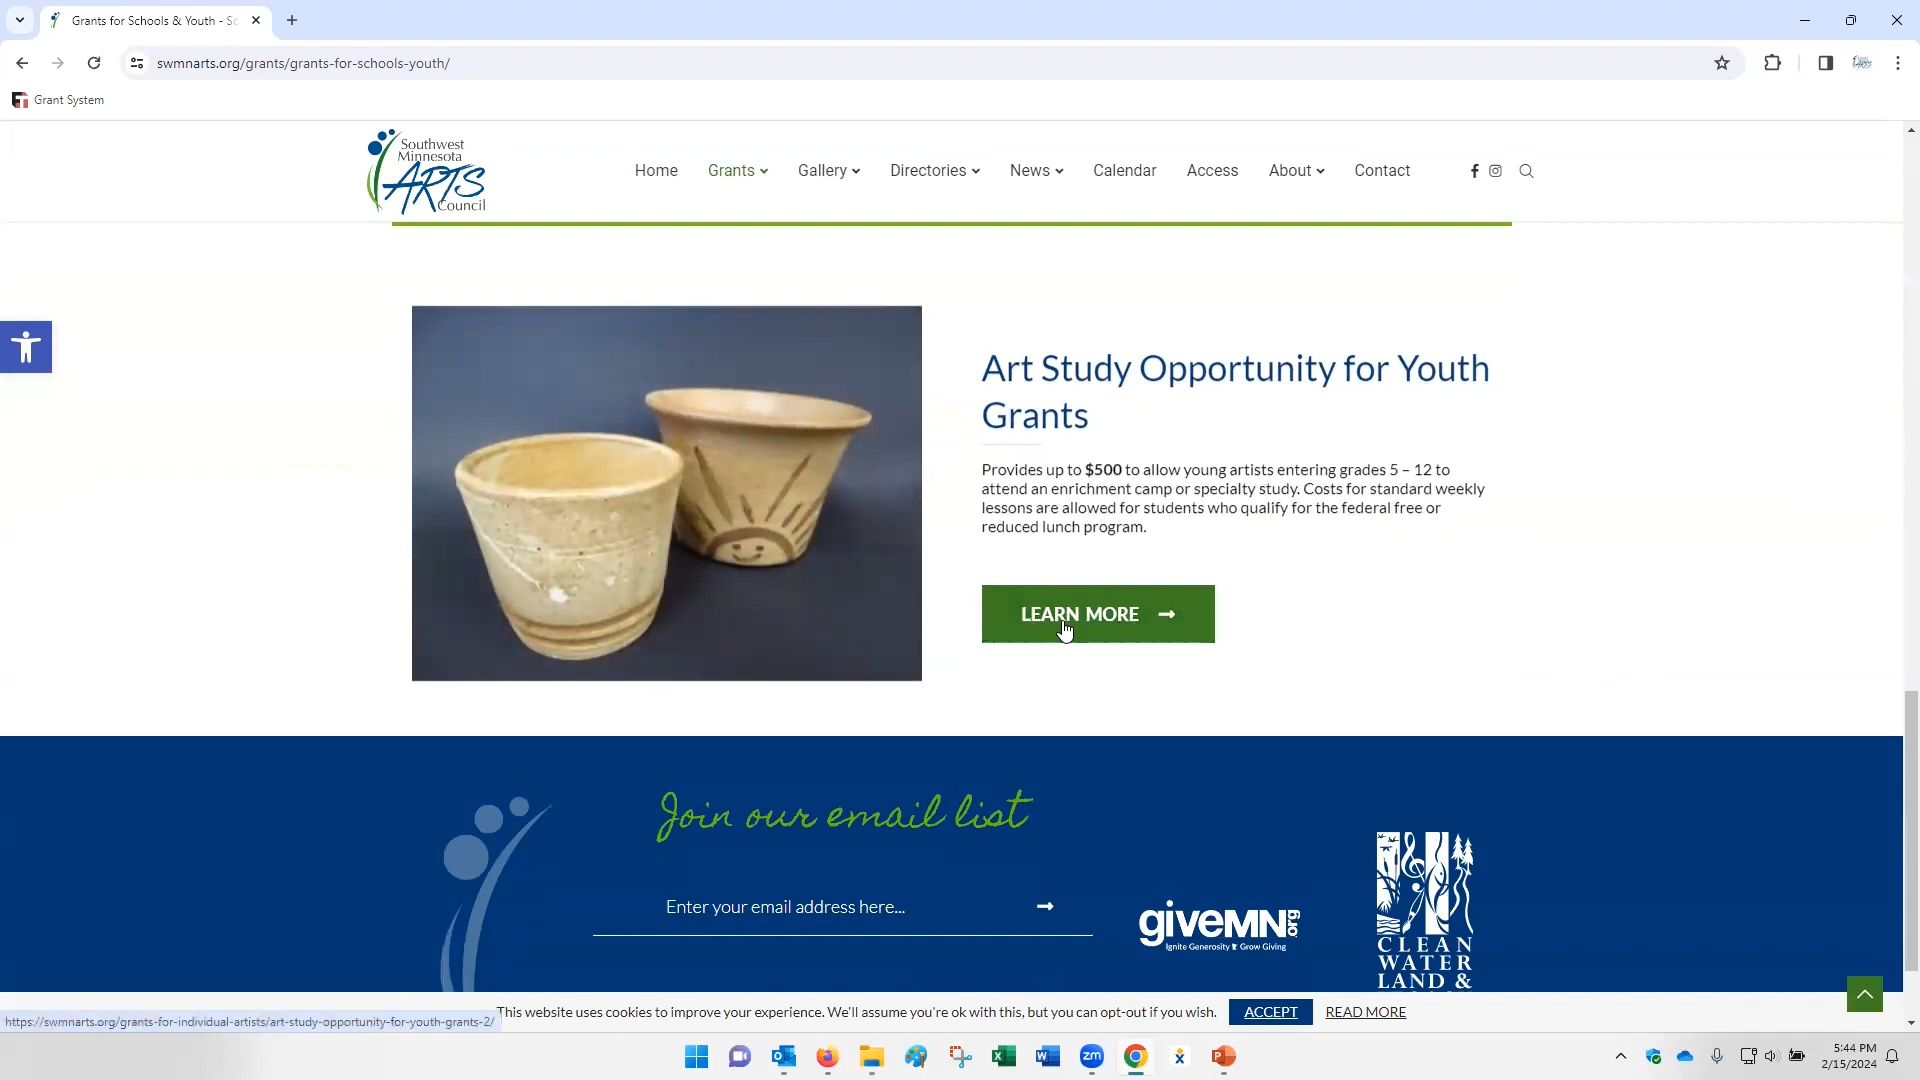 Grants for Schools & Youth - So
swmnarts.org/grants/grants-for-schools-youth/
Grant System
Southwest
Minnesota
ARTS
Council
Home
Grants
Gallery
Directories
News
Calendar
Access
About
Contact
Art Study Opportunity for Youth
Grants
Provides up to $500 to allow young artists entering grades 5 – 12 to
attend an enrichment camp or specialty study. Costs for standard weekly
lessons are allowed for students who qualify for the federal free or
reduced lunch program.
LEARN MORE
Join our email list
Enter your email address here...
giveMN.org
Ignite Generosity Grow Giving
CLEAN
WATER
LAND &
This website uses cookies to improve your experience. We'll assume you're ok with this, but you can opt-out if you wish.
ACCEPT
READ MORE
https://swmnarts.org/grants-for-individual-artists/art-study-opportunity-for-youth-grants-2/
zm
5:44 PM
2/15/2024